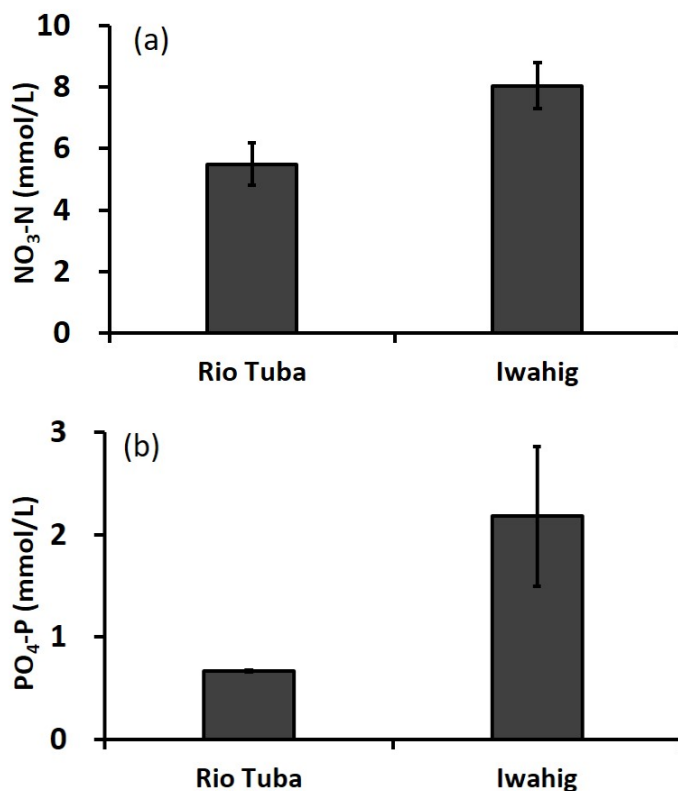 (a)
NO₃-N (mmol/L)
10
8
6
4
2
0
Rio Tuba
Iwahig
(b)
PO₄-P (mmol/L)
3
2
1
0
Rio Tuba
Iwahig